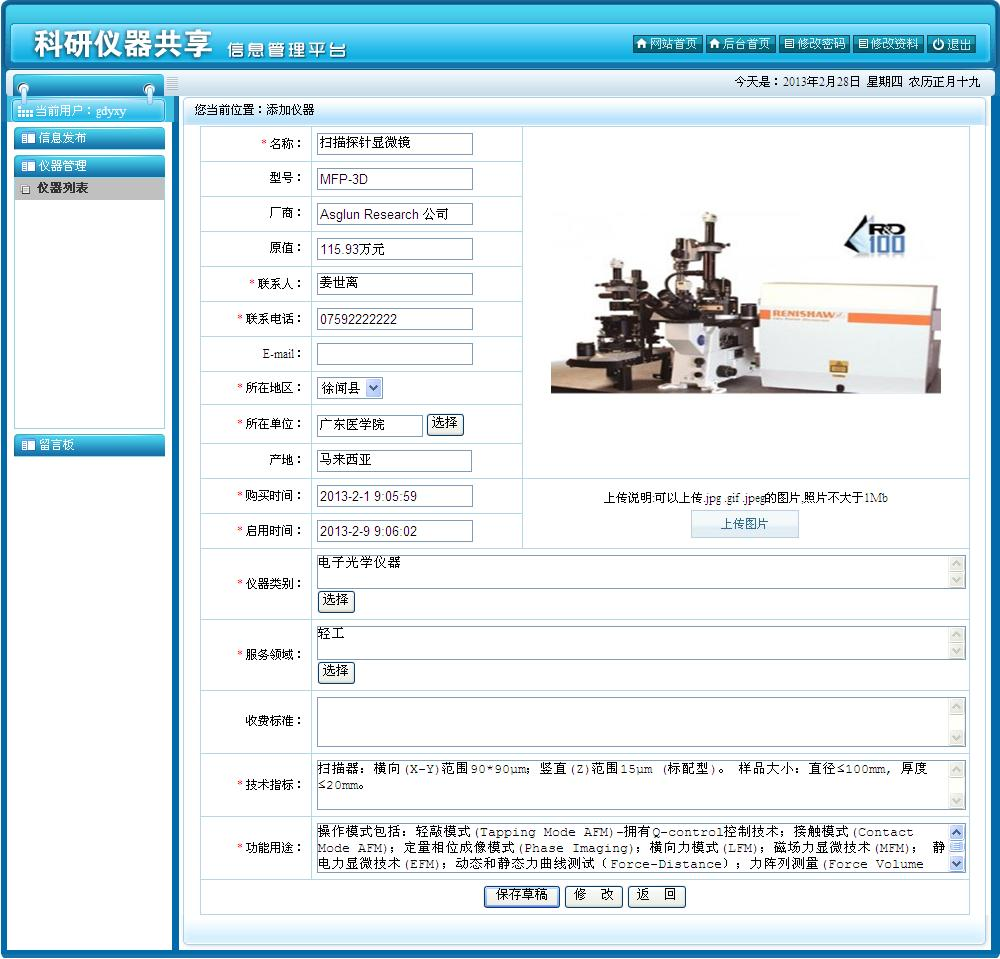 科研仪器共享 信息管理平台
网站首页 后台首页 修改密码 修改资料 退出
今天是：2013年2月28日 星期四 农历正月十九
当前用户：gdyxy
信息发布
仪器管理
仪器列表
留言板
您当前位置：添加仪器
*名称： 扫描探针显微镜
型号： MFP-3D
厂商： Asglun Research 公司
原值： 115.93万元
*联系人： 姜世离
*联系电话： 07592222222
E-mail：
*所在地区： 徐闻县
*所在单位： 广东医学院 选择
产地： 马来西亚
*购买时间： 2013-2-1 9:05:59
*启用时间： 2013-2-9 9:06:02
R&D
100
RENISHAW
上传说明:可以上传.jpg .gif .jpeg的图片,照片不大于1Mb
上传图片
*仪器类别： 电子光学仪器
选择
*服务领域： 轻工
选择
收费标准：
*技术指标： 扫描器：横向(X-Y)范围90*90μm；竖直(Z)范围15μm (标配型)。 样品大小：直径≤100mm, 厚度
≤20mm。
*功能用途： 操作模式包括：轻敲模式(Tapping Mode AFM)-拥有Q-control控制技术；接触模式(Contact
Mode AFM)；定量相位成像模式(Phase Imaging)；横向力模式(LFM)；磁场力显微技术(MFM)； 静
电力显微技术(EFM)；动态和静态力曲线测试（Force-Distance）；力阵列测量(Force Volume
保存草稿 修 改 返 回